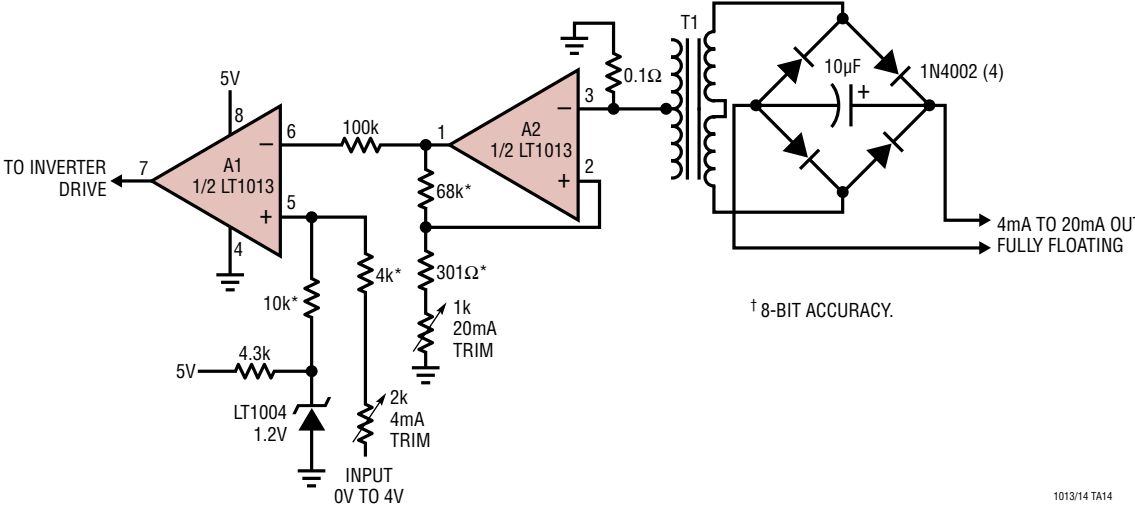 T1
5V
8
6
−
100k
1
A1
1/2 LT1013
TO INVERTER
DRIVE
7
5
+
4
A2
1/2 LT1013
−
3
+
2
0.1Ω
10µF
+
1N4002 (4)
68k*
301Ω*
1k
20mA
TRIM
4k*
10k*
4.3k
5V
LT1004
1.2V
2k
4mA
TRIM
INPUT
0V TO 4V
4mA TO 20mA OUT
FULLY FLOATING
† 8-BIT ACCURACY.
1013/14 TA14